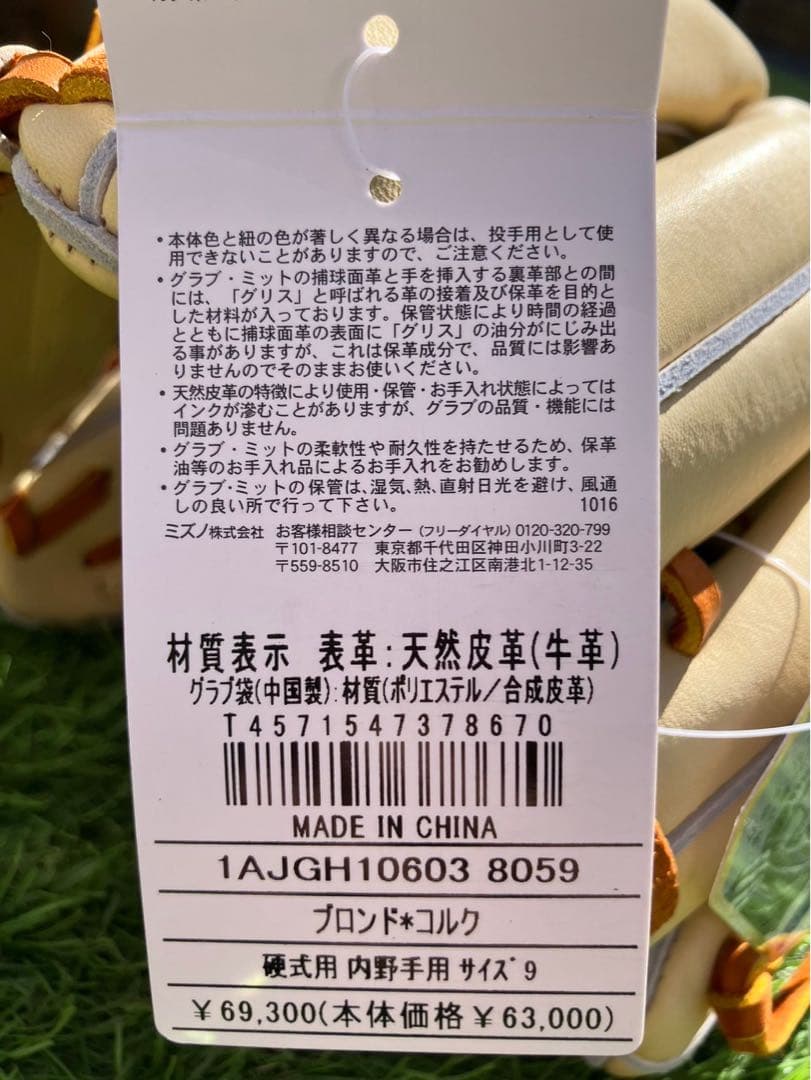 ・本体色と紐の色が著しく異なる場合は、投手用として使
用できないことがありますので、ご注意ください。
・グラブ・ミットの捕球面革と手を挿入する裏革部との間
には、「グリス」と呼ばれる革の接着及び保革を目的と
した材料が入っております。保管状態により時間の経過
とともに捕球面革の表面に「グリス」の油分がにじみ出
る事がありますが、これは保革成分で、品質には影響あ
りませんのでそのままお使いください。
・天然皮革の特徴により使用・保管・お手入れ状態によっては
インクが滲むことがありますが、グラブの品質・機能には
問題ありません。
・グラブ・ミットの柔軟性や耐久性を持たせるため、保革
油等のお手入れ品によるお手入れをお勧めします。
・グラブ・ミットの保管は、湿気、熱、直射日光を避け、風通
しの良い所で行って下さい。 1016
ミズノ株式会社 お客様相談センター (フリーダイヤル) 0120-320-799
〒101-8477 東京都千代田区神田小川町3-22
〒559-8510 大阪市住之江区南港北1-12-35
材質表示 表革:天然皮革(牛革)
グラブ袋(中国製):材質(ポリエステル/合成皮革)
T4571547378670
MADE IN CHINA
1AJGH10603 8059
ブロンド*コルク
硬式用 内野手用 サイズ 9
￥69,300(本体価格￥63,000)